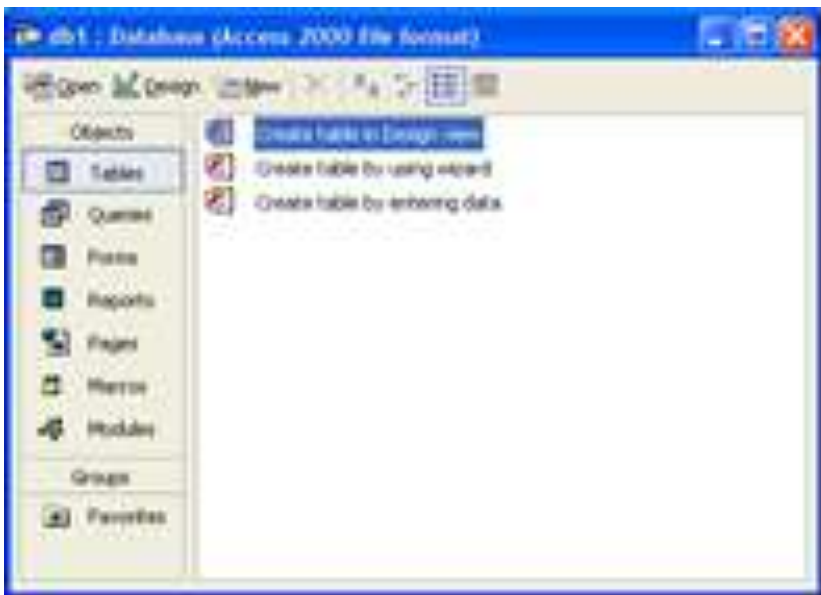 db1 : Database (Access 2000 file format)
Open Design New
Objects
Tables
Queries
Forms
Reports
Pages
Macros
Modules
Groups
Favorites
Create table in Design view
Create table by using wizard
Create table by entering data